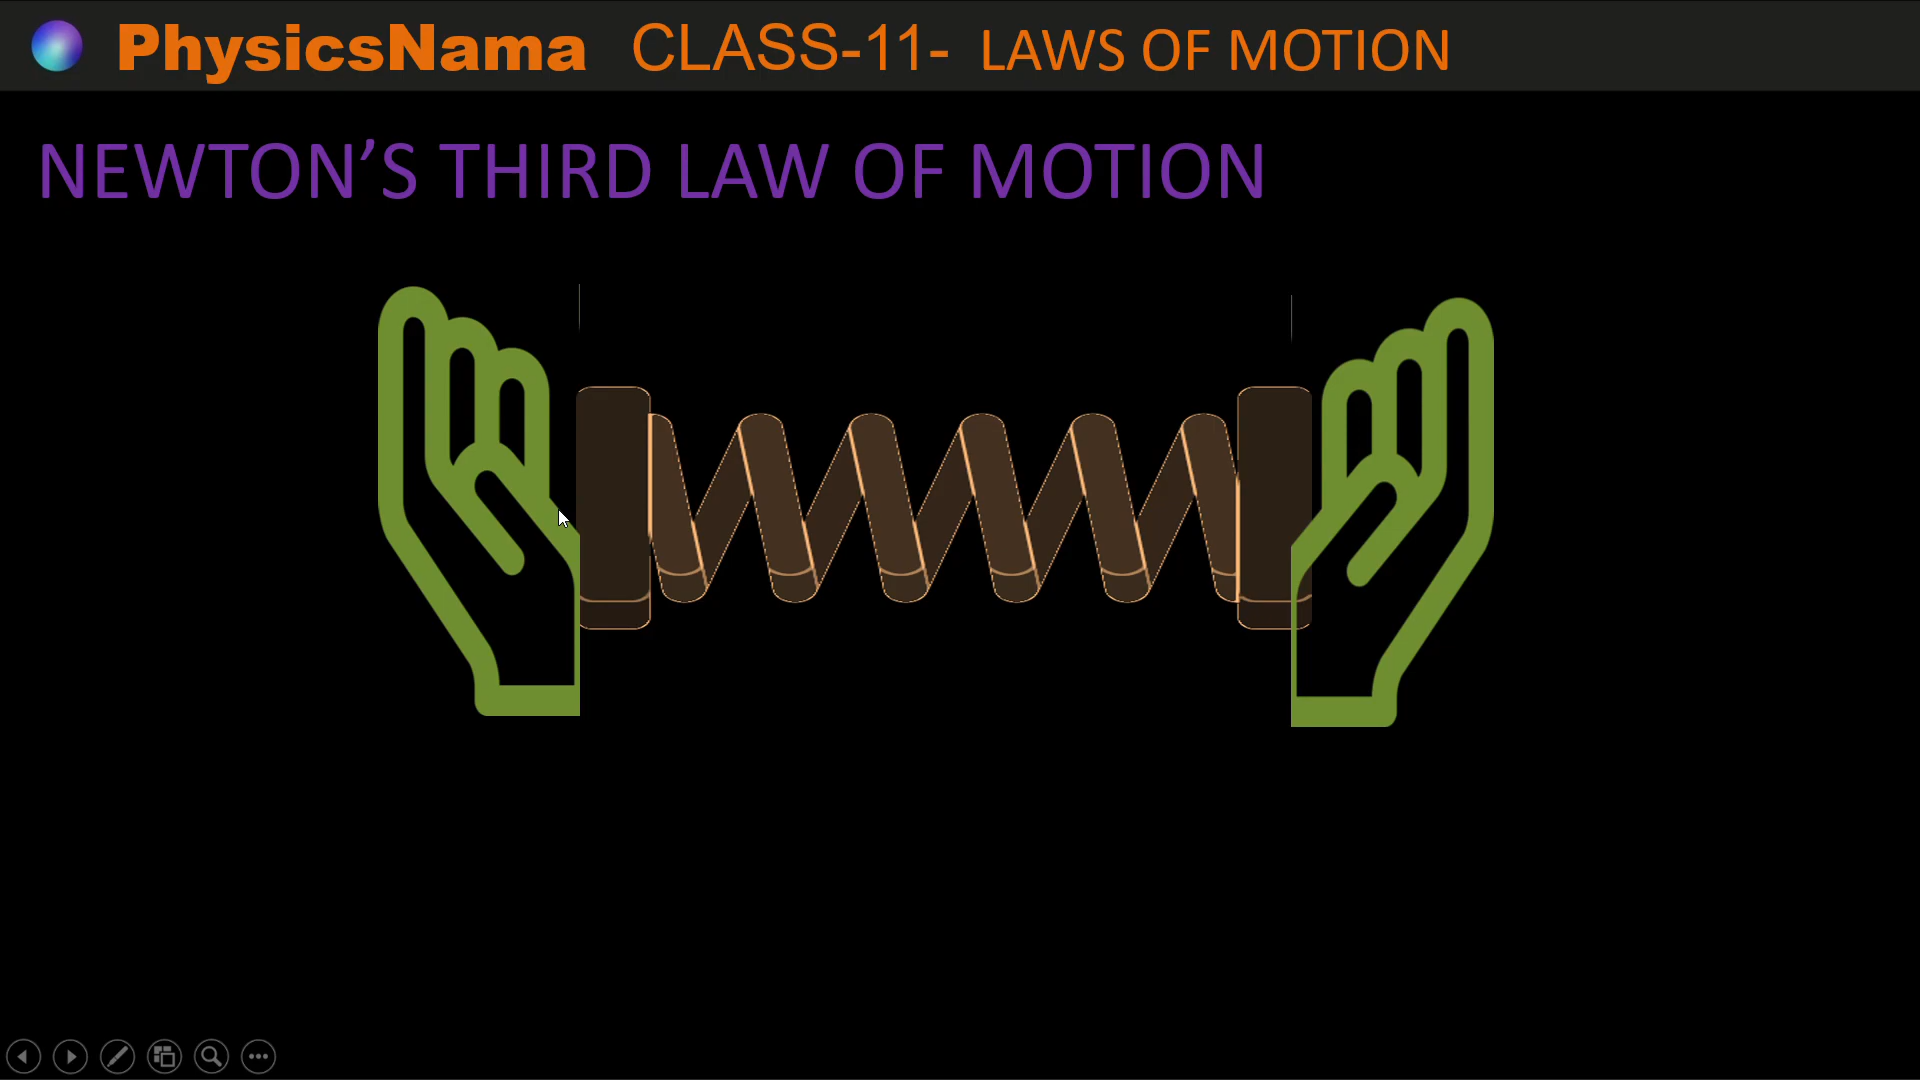 PhysicsNama CLASS-11- LAWS OF MOTION
NEWTON’S THIRD LAW OF MOTION